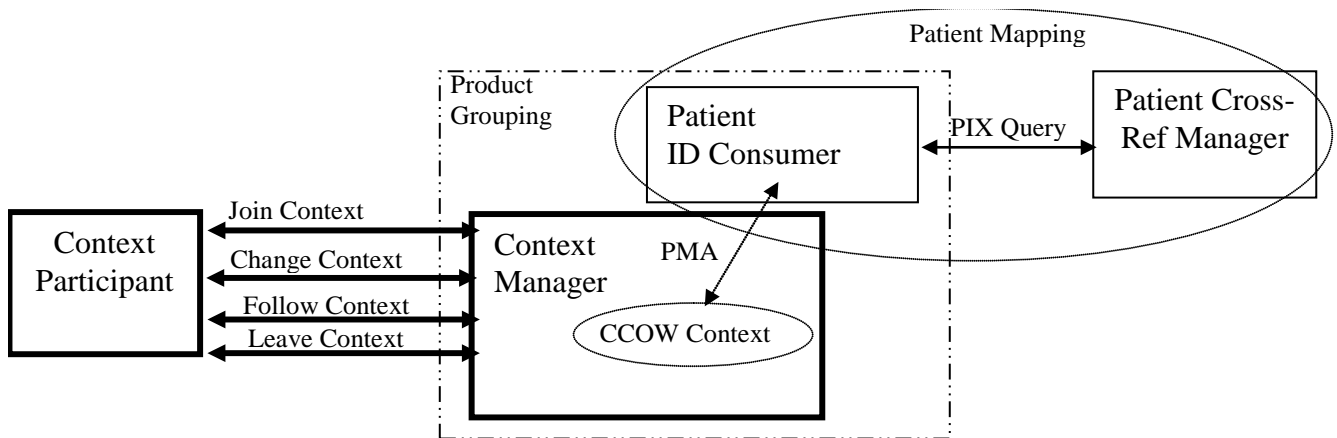 Patient Mapping
Product
Grouping
Patient
ID Consumer
PIX Query
Patient Cross-
Ref Manager
Join Context
Change Context
Follow Context
Leave Context
Context
Participant
Context
Manager
PMA
CCOW Context